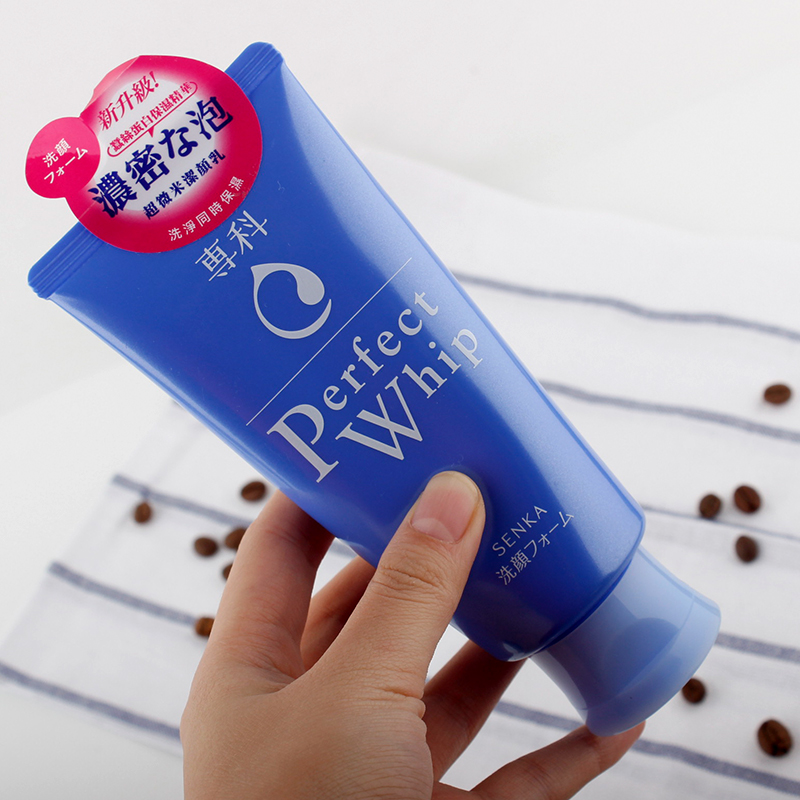 新升級!
蠶絲蛋白保濕精華
濃密な泡
超微米潔顏乳
洗淨同時保濕
洗顔
フォーム
専科
Perfect
Whip
SENKA
洗顔フォーム